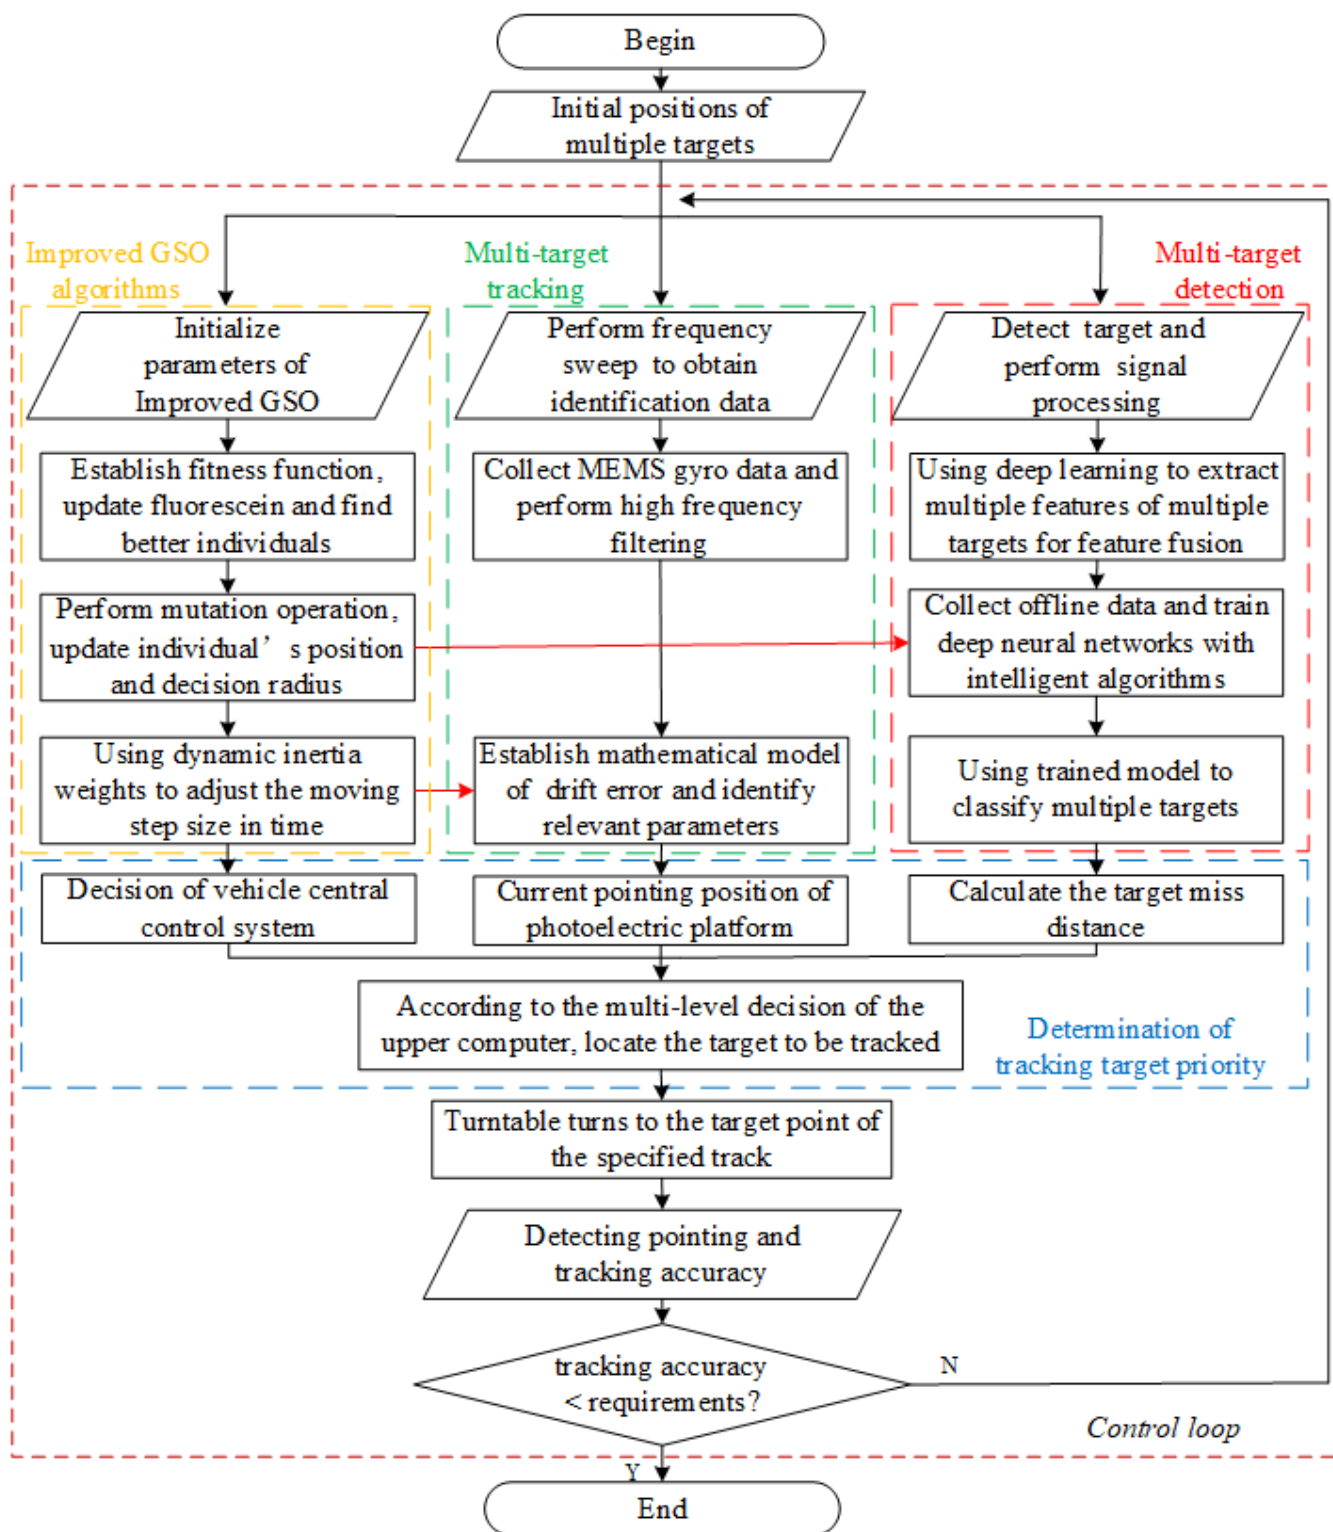 Begin
Initial positions of
multiple targets
Improved GSO
algorithms
Multi-target
tracking
Multi-target
detection
Initialize
parameters of
Improved GSO
Perform frequency
sweep to obtain
identification data
Detect target and
perform signal
processing
Establish fitness function,
update fluorescein and find
better individuals
Collect MEMS gyro data and
perform high frequency
filtering
Using deep learning to extract
multiple features of multiple
targets for feature fusion
Perform mutation operation,
update individual’s position
and decision radius
Collect offline data and train
deep neural networks with
intelligent algorithms
Using dynamic inertia
weights to adjust the moving
step size in time
Establish mathematical model
of drift error and identify
relevant parameters
Using trained model to
classify multiple targets
Decision of vehicle central
control system
Current pointing position of
photoelectric platform
Calculate the target miss
distance
According to the multi-level decision of the
upper computer, locate the target to be tracked
Determination of
tracking target priority
Turntable turns to the target point of
the specified track
Detecting pointing and
tracking accuracy
tracking accuracy
< requirements?
N
Control loop
Y
End